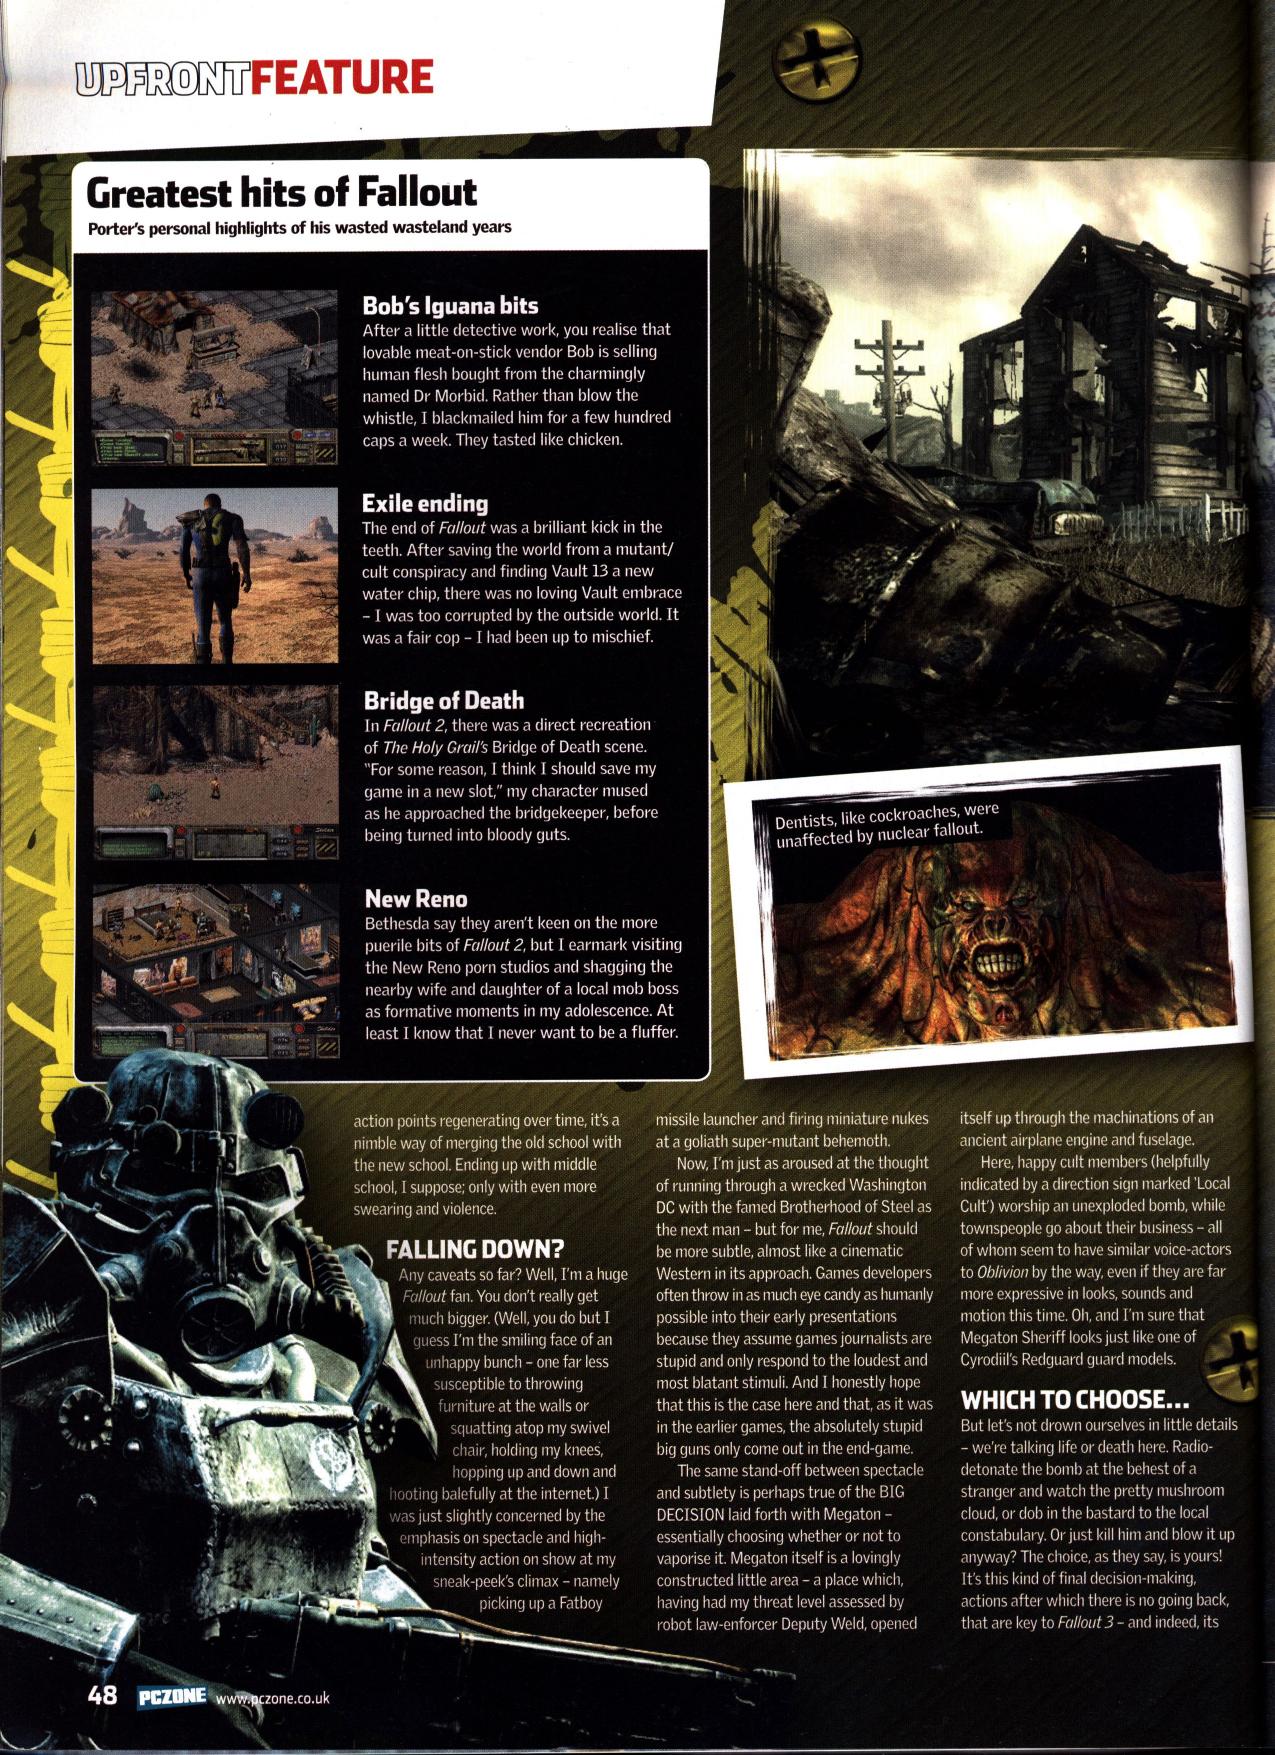 UPFRONTFEATURE
Greatest hits of Fallout
Porter's personal highlights of his wasted wasteland years
Bob's Iguana bits
After a little detective work, you realise that
lovable meat-on-stick vendor Bob is selling
human flesh bought from the charmingly
named Dr Morbid. Rather than blow the
whistle, I blackmailed him for a few hundred
caps a week. They tasted like chicken.
Exile ending
The end of Fallout was a brilliant kick in the
teeth. After saving the world from a mutant/
cult conspiracy and finding Vault 13 a new
water chip, there was no loving Vault embrace
– I was too corrupted by the outside world. It
was a fair cop – I had been up to mischief.
Bridge of Death
In Fallout 2, there was a direct recreation
of The Holy Grail's Bridge of Death scene.
"For some reason, I think I should save my
game in a new slot," my character mused
as he approached the bridgekeeper, before
being turned into bloody guts.
New Reno
Bethesda say they aren't keen on the more
puerile bits of Fallout 2, but I earmark visiting
the New Reno porn studios and shagging the
nearby wife and daughter of a local mob boss
as formative moments in my adolescence. At
least I know that I never want to be a fluffer.
Dentists, like cockroaches, were
unaffected by nuclear fallout.
action points regenerating over time, it's a
nimble way of merging the old school with
the new school. Ending up with middle
school, I suppose; only with even more
swearing and violence.
FALLING DOWN?
Any caveats so far? Well, I'm a huge
Fallout fan. You don't really get
much bigger. (Well, you do but I
guess I'm the smiling face of an
unhappy bunch – one far less
susceptible to throwing
furniture at the walls or
squatting atop my swivel
chair, holding my knees,
hopping up and down and
hooting balefully at the internet.) I
was just slightly concerned by the
emphasis on spectacle and high-
intensity action on show at my
sneak-peek's climax – namely
picking up a Fatboy
missile launcher and firing miniature nukes
at a goliath super-mutant behemoth.
Now, I'm just as aroused at the thought
of running through a wrecked Washington
DC with the famed Brotherhood of Steel as
the next man – but for me, Fallout should
be more subtle, almost like a cinematic
Western in its approach. Games developers
often throw in as much eye candy as humanly
possible into their early presentations
because they assume games journalists are
stupid and only respond to the loudest and
most blatant stimuli. And I honestly hope
that this is the case here and that, as it was
in the earlier games, the absolutely stupid
big guns only come out in the end-game.
The same stand-off between spectacle
and subtlety is perhaps true of the BIG
DECISION laid forth with Megaton –
essentially choosing whether or not to
vaporise it. Megaton itself is a lovingly
constructed little area – a place which,
having had my threat level assessed by
robot law-enforcer Deputy Weld, opened
itself up through the machinations of an
ancient airplane engine and fuselage.
Here, happy cult members (helpfully
indicated by a direction sign marked 'Local
Cult') worship an unexploded bomb, while
townspeople go about their business – all
of whom seem to have similar voice-actors
to Oblivion by the way, even if they are far
more expressive in looks, sounds and
motion this time. Oh, and I'm sure that
Megaton Sheriff looks just like one of
Cyrodiil's Redguard guard models.
WHICH TO CHOOSE...
But let's not drown ourselves in little details
– we're talking life or death here. Radio-
detonate the bomb at the behest of a
stranger and watch the pretty mushroom
cloud, or dob in the bastard to the local
constabulary. Or just kill him and blow it up
anyway? The choice, as they say, is yours!
It's this kind of final decision-making,
actions after which there is no going back,
that are key to Fallout 3 – and indeed, its
48 PCZONE www.pczone.co.uk